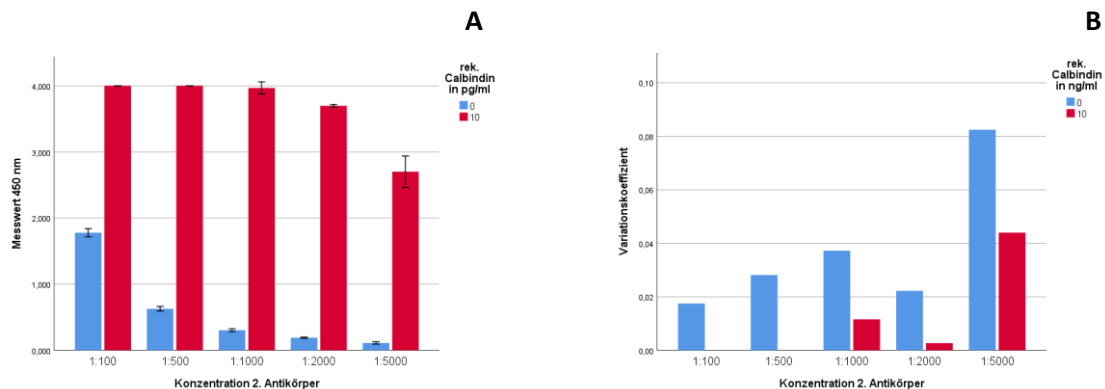 A
rek.
Calbindin
in pg/ml
0
10
4,000
3,000
2,000
1,000
0,000
Messwert 450 nm
1:100 1:500 1:1000 1:2000 1:5000
Konzentration 2. Antikörper
B
rek.
Calbindin
in ng/ml
0
10
0,10
0,08
0,06
0,04
0,02
0,00
Variationskoeffizient
1:100 1:500 1:1000 1:2000 1:5000
Konzentration 2. Antikörper